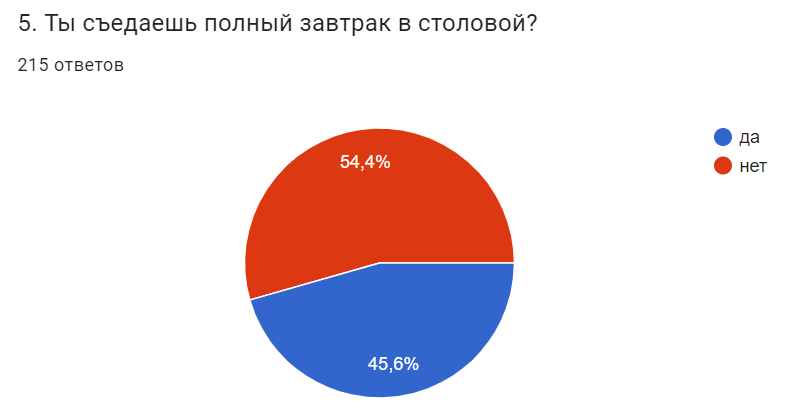 5. Ты съедаешь полный завтрак в столовой?
215 ответов
да
нет
54,4%
45,6%